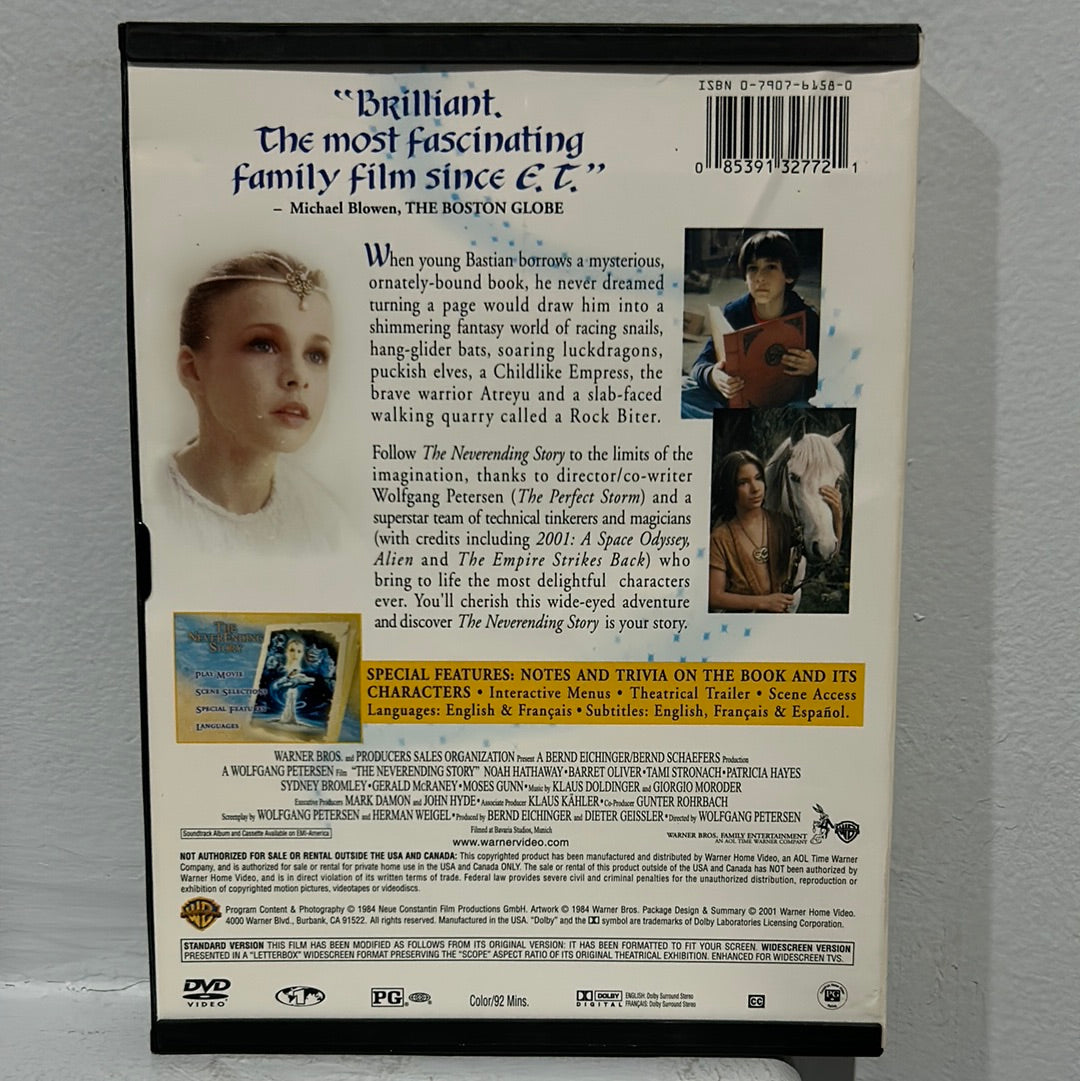 ISBN 0-7907-6158-0
0 85391 32772 1
“Brilliant.
The most fascinating
family film since E.T.”
– Michael Blowen, THE BOSTON GLOBE
When young Bastian borrows a mysterious,
ornately-bound book, he never dreamed
turning a page would draw him into a
shimmering fantasy world of racing snails,
hang-glider bats, soaring luckdragons,
puckish elves, a Childlike Empress, the
brave warrior Atreyu and a slab-faced
walking quarry called a Rock Biter.
Follow The Neverending Story to the limits of the
imagination, thanks to director/co-writer
Wolfgang Petersen (The Perfect Storm) and a
superstar team of technical tinkerers and magicians
(with credits including 2001: A Space Odyssey,
Alien and The Empire Strikes Back) who
bring to life the most delightful characters
ever. You'll cherish this wide-eyed adventure
and discover The Neverending Story is your story.
THE
NEVERENDING
STORY
PLAY MOVIE
SCENE SELECTIONS
SPECIAL FEATURES
LANGUAGES
SPECIAL FEATURES: NOTES AND TRIVIA ON THE BOOK AND ITS
CHARACTERS • Interactive Menus • Theatrical Trailer • Scene Access
Languages: English & Français • Subtitles: English, Français & Español.
WARNER BROS. and PRODUCERS SALES ORGANIZATION Present A BERND EICHINGER/BERND SCHAEFERS Production
A WOLFGANG PETERSEN Film "THE NEVERENDING STORY" NOAH HATHAWAY • BARRET OLIVER • TAMI STRONACH • PATRICIA HAYES
SYDNEY BROMLEY • GERALD McRANEY • MOSES GUNN • Music by KLAUS DOLDINGER and GIORGIO MORODER
Executive Producers MARK DAMON and JOHN HYDE • Associate Producer KLAUS KÄHLER • Co-Producer GUNTER ROHRBACH
Screenplay by WOLFGANG PETERSEN and HERMAN WEIGEL • Produced by BERND EICHINGER and DIETER GEISSLER • Directed by WOLFGANG PETERSEN
Soundtrack Album and Cassette Available on EMI-America
Filmed at Bavaria Studios, Munich
www.warnervideo.com
WARNER BROS. FAMILY ENTERTAINMENT
AN AOL TIME WARNER COMPANY
NOT AUTHORIZED FOR SALE OR RENTAL OUTSIDE THE USA AND CANADA: This copyrighted product has been manufactured and distributed by Warner Home Video, an AOL Time Warner
Company, and is authorized for sale or rental for private home use in the USA and Canada ONLY. The sale or rental of this product outside of the USA and Canada has NOT been authorized by
Warner Home Video, and is in direct violation of its written terms of trade. Federal law provides severe civil and criminal penalties for the unauthorized distribution, reproduction or
exhibition of copyrighted motion pictures, videotapes or videodiscs.
Program Content & Photography © 1984 Neue Constantin Film Productions GmbH. Artwork © 1984 Warner Bros. Package Design & Summary © 2001 Warner Home Video.
4000 Warner Blvd., Burbank, CA 91522. All rights reserved. Manufactured in the USA. "Dolby" and the DD symbol are trademarks of Dolby Laboratories Licensing Corporation.
STANDARD VERSION THIS FILM HAS BEEN MODIFIED AS FOLLOWS FROM ITS ORIGINAL VERSION: IT HAS BEEN FORMATTED TO FIT YOUR SCREEN. WIDESCREEN VERSION
PRESENTED IN A "LETTERBOX" WIDESCREEN FORMAT PRESERVING THE "SCOPE" ASPECT RATIO OF ITS ORIGINAL THEATRICAL EXHIBITION. ENHANCED FOR WIDESCREEN TVS.
DVD
VIDEO
1
PG
Color/92 Mins.
DOLBY
DIGITAL
ENGLISH: Dolby Surround Stereo
FRANÇAIS: Dolby Surround Stereo
CC
PG